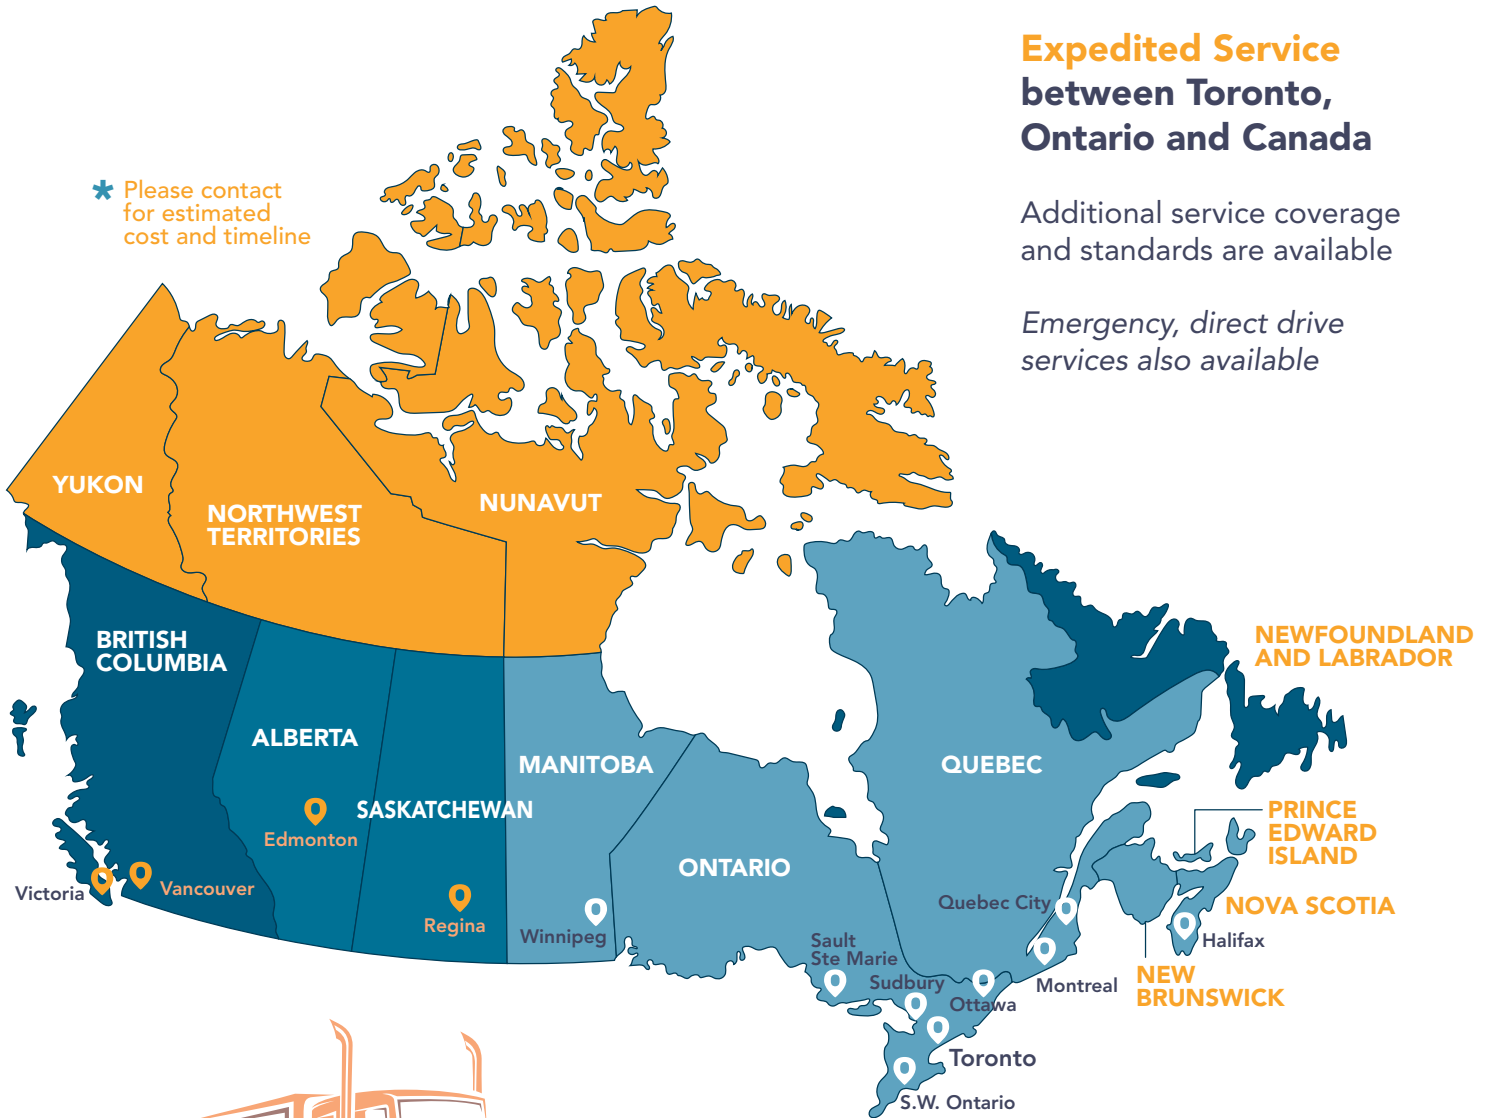 Expedited Service
between Toronto,
Ontario and Canada
Additional service coverage
and standards are available
Emergency, direct drive
services also available
* Please contact
for estimated
cost and timeline
YUKON
NORTHWEST
TERRITORIES
NUNAVUT
BRITISH
COLUMBIA
ALBERTA
SASKATCHEWAN
MANITOBA
ONTARIO
QUEBEC
NEWFOUNDLAND
AND LABRADOR
PRINCE
EDWARD
ISLAND
NOVA SCOTIA
NEW
BRUNSWICK
Victoria
Vancouver
Edmonton
Regina
Winnipeg
Sault
Ste Marie
Sudbury
Ottawa
Quebec City
Montreal
Halifax
Toronto
S.W. Ontario